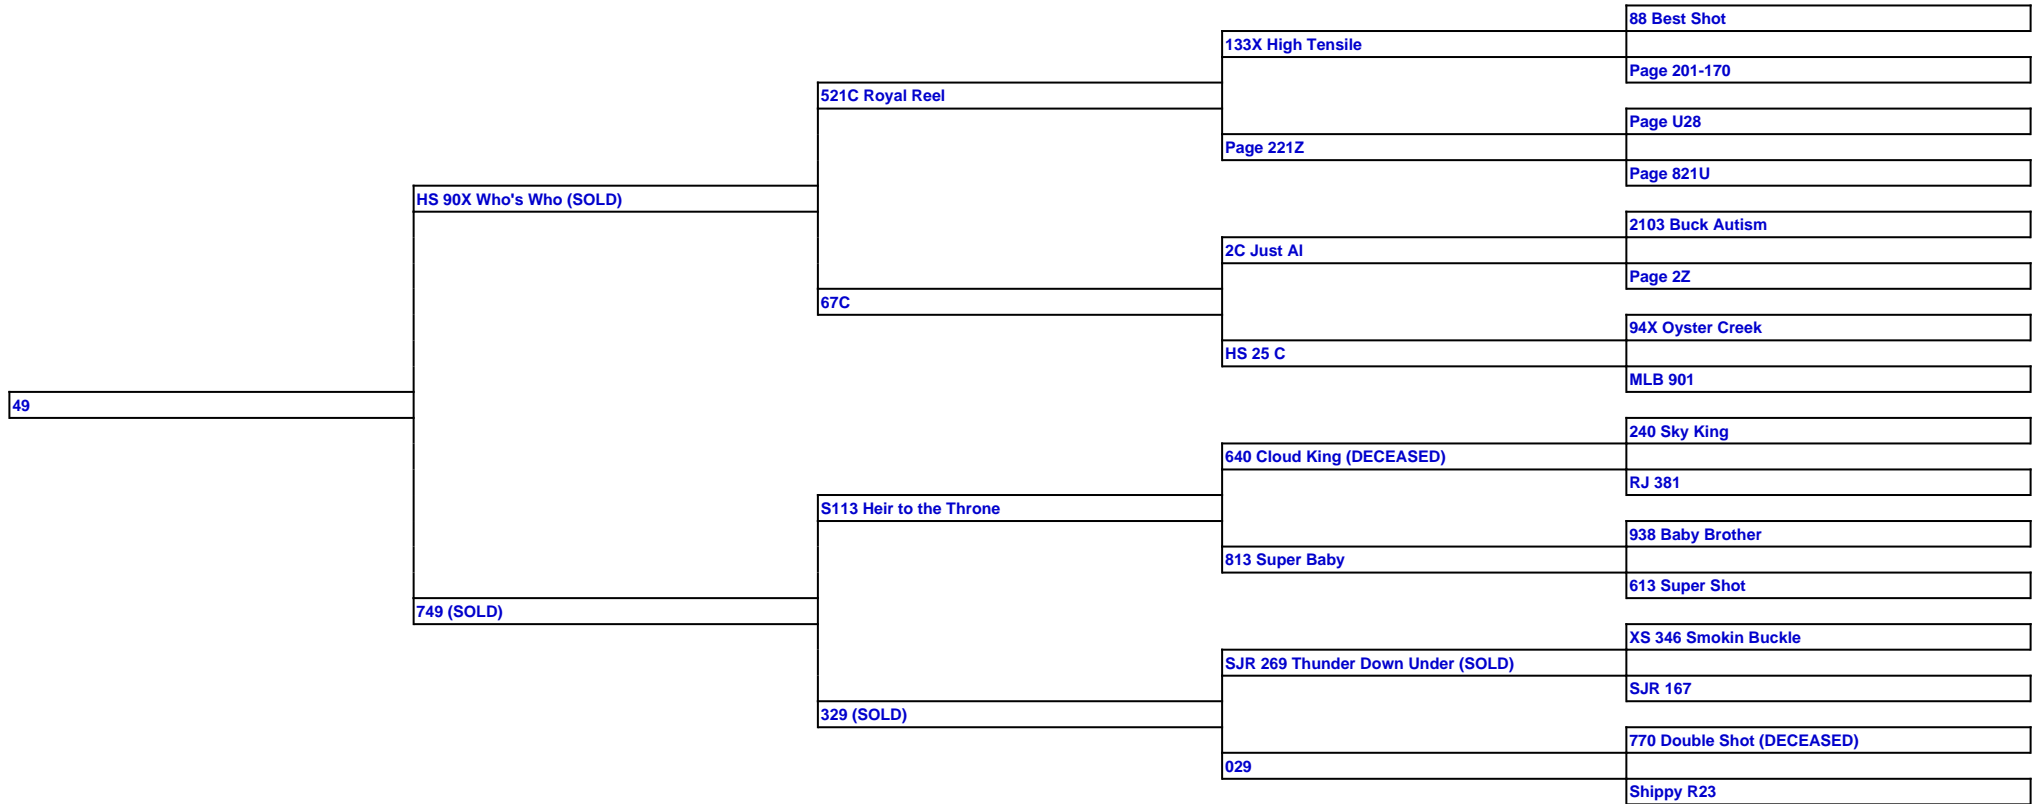 88 Best Shot
133X High Tensile
Page 201-170
521C Royal Reel
Page U28
Page 221Z
Page 821U
HS 90X Who's Who (SOLD)
2103 Buck Autism
2C Just AI
Page 2Z
67C
94X Oyster Creek
HS 25 C
MLB 901
49
240 Sky King
640 Cloud King (DECEASED)
RJ 381
S113 Heir to the Throne
938 Baby Brother
813 Super Baby
613 Super Shot
749 (SOLD)
XS 346 Smokin Buckle
SJR 269 Thunder Down Under (SOLD)
SJR 167
329 (SOLD)
770 Double Shot (DECEASED)
029
Shippy R23